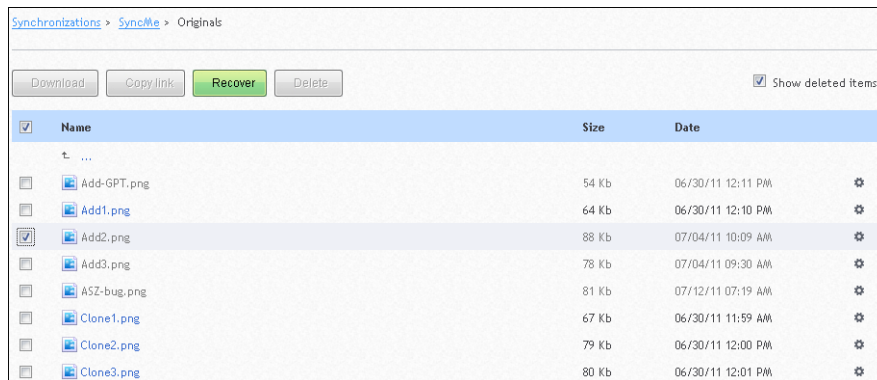 Synchronizations > SyncMe > Originals
Download Copy link Recover Delete Show deleted items
Name Size Date
...
Add-GPT.png 54 Kb 06/30/11 12:11 PM
Add1.png 64 Kb 06/30/11 12:10 PM
Add2.png 88 Kb 07/04/11 10:09 AM
Add3.png 78 Kb 07/04/11 09:30 AM
ASZ-bug.png 81 Kb 07/12/11 07:19 AM
Clone1.png 67 Kb 06/30/11 11:59 AM
Clone2.png 79 Kb 06/30/11 12:00 PM
Clone3.png 80 Kb 06/30/11 12:01 PM